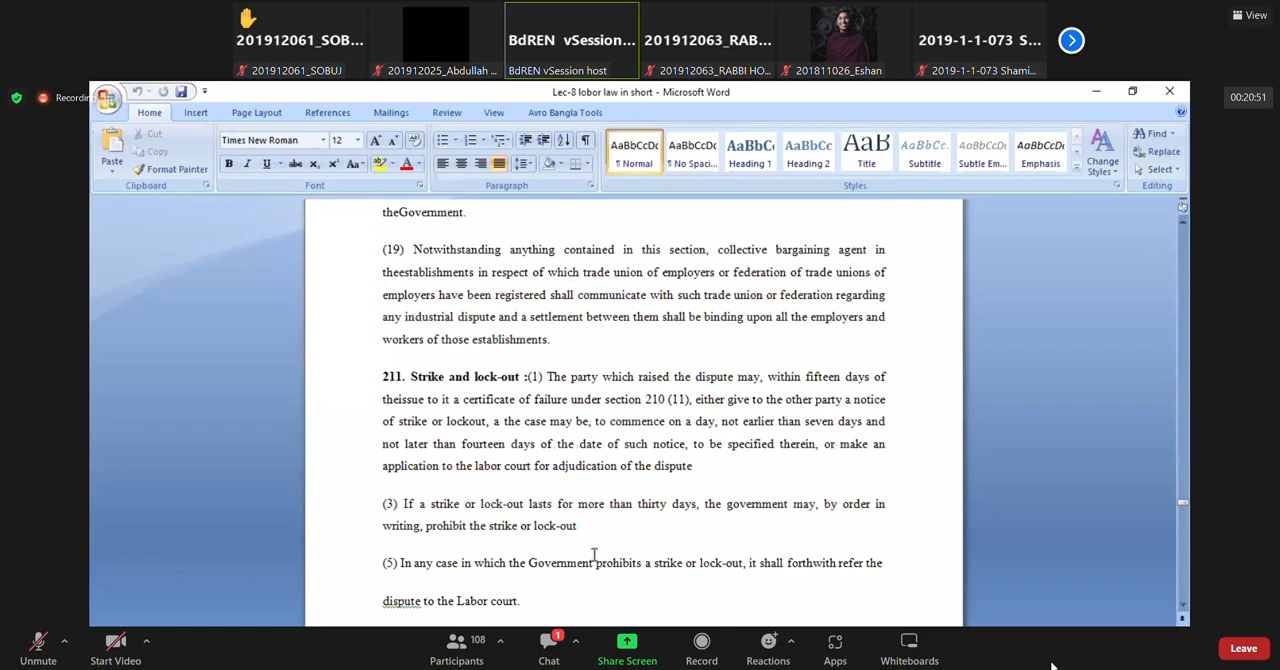 201912061_SOB...
BdREN vSession...
201912063_RAB...
2019-1-1-073 S...
View
201912061_SOBUJ
201912025_Abdullah ...
BdREN vSession host
201912063_RABBI HO...
201811026_Eshan
2019-1-1-073 Shami...
Recordin
Lec-8 lobor law in short - Microsoft Word
00:20:51
Home Insert Page Layout References Mailings Review View Avro Bangla Tools
Paste
Cut
Copy
Format Painter
Clipboard
Times New Roman 12
Font
Paragraph
AaBbCcDc
¶ Normal
AaBbCcDc
¶ No Spaci...
AaBbC
Heading 1
AaBbCc
Heading 2
AaB
Title
AaBbCc.
Subtitle
AaBbCcDc
Subtle Em...
AaBbCcDc
Emphasis
Change
Styles
Styles
Find
Replace
Select
Editing
theGovernment.
(19) Notwithstanding anything contained in this section, collective bargaining agent in
theestablishments in respect of which trade union of employers or federation of trade unions of
employers have been registered shall communicate with such trade union or federation regarding
any industrial dispute and a settlement between them shall be binding upon all the employers and
workers of those establishments.
211. Strike and lock-out :(1) The party which raised the dispute may, within fifteen days of
theissue to it a certificate of failure under section 210 (11), either give to the other party a notice
of strike or lockout, a the case may be, to commence on a day, not earlier than seven days and
not later than fourteen days of the date of such notice, to be specified therein, or make an
application to the labor court for adjudication of the dispute
(3) If a strike or lock-out lasts for more than thirty days, the government may, by order in
writing, prohibit the strike or lock-out
(5) In any case in which the Government prohibits a strike or lock-out, it shall forthwith refer the
dispute to the Labor court.
Unmute
Start Video
108
Participants
1
Chat
Share Screen
Record
Reactions
Apps
Whiteboards
Leave